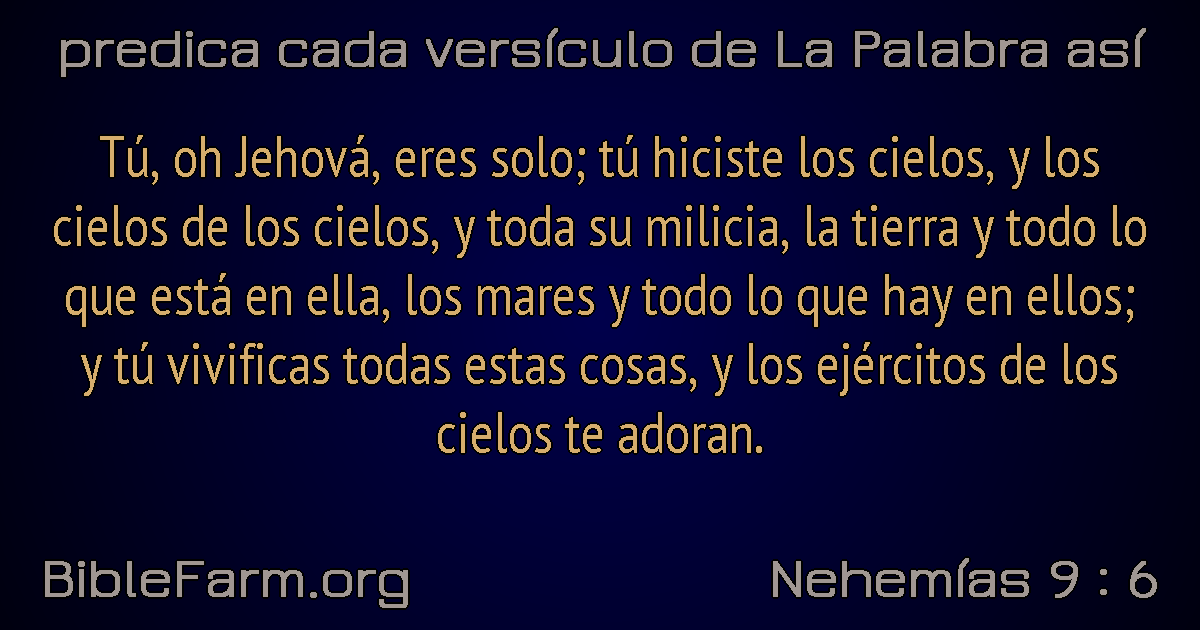 predica cada versículo de La Palabra así
Tú, oh Jehová, eres solo; tú hiciste los cielos, y los
cielos de los cielos, y toda su milicia, la tierra y todo lo
que está en ella, los mares y todo lo que hay en ellos;
y tú vivificas todas estas cosas, y los ejércitos de los
cielos te adoran.
BibleFarm.org
Nehemías 9 : 6